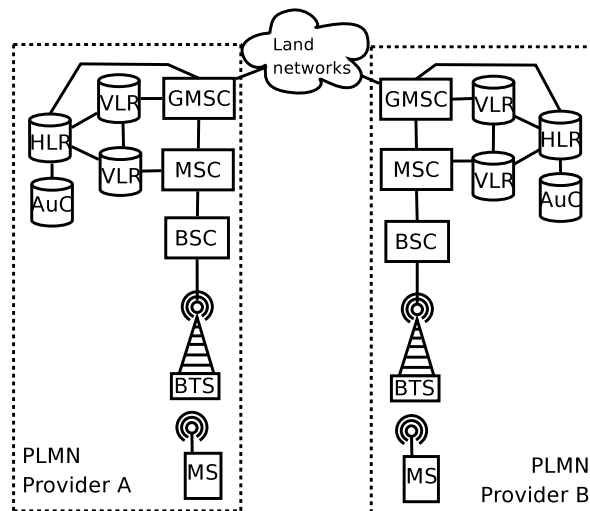 Land
networks
VLR
GMSC
HLR
VLR
MSC
AuC
BSC
BTS
MS
PLMN
Provider A
GMSC
VLR
HLR
MSC
VLR
AuC
BSC
BTS
MS
PLMN
Provider B